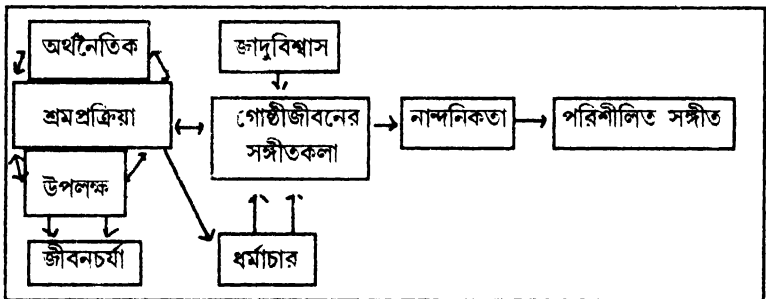 অর্থনৈতিক
জাদুবিশ্বাস
শ্রমপ্রক্রিয়া
গোষ্ঠীজীবনের
সঙ্গীতকলা
নান্দনিকতা
পরিশীলিত সঙ্গীত
উপলক্ষ
জীবনচর্যা
ধর্মাচার